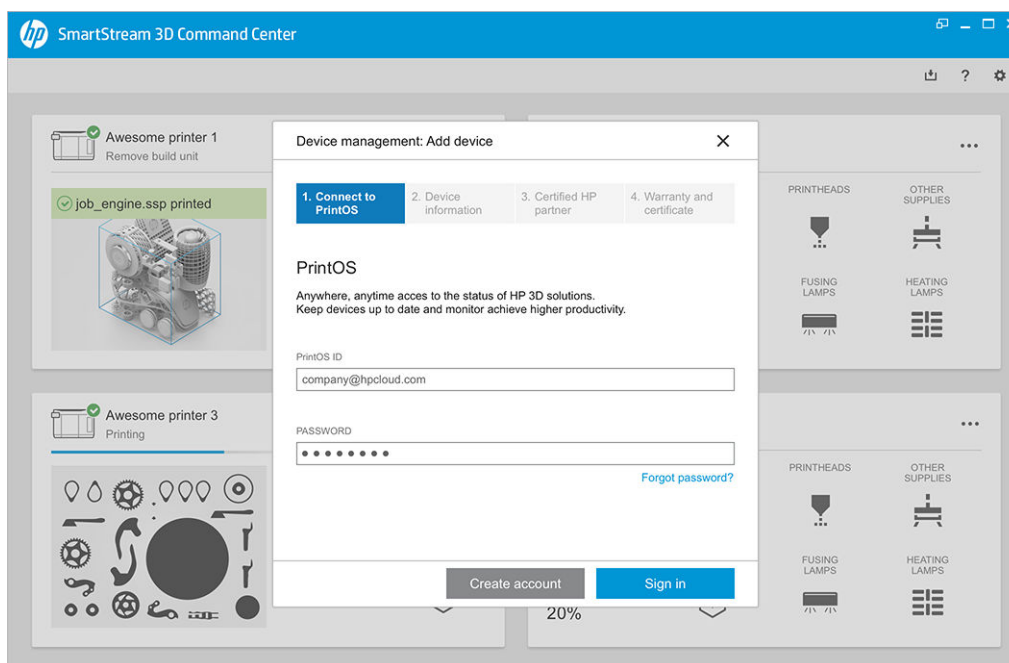 hp SmartStream 3D Command Center
?
Awesome printer 1
Remove build unit
job_engine.ssp printed
Device management: Add device
1. Connect to
PrintOS
2. Device
information
3. Certified HP
partner
4. Warranty and
certificate
PrintOS
Anywhere, anytime acces to the status of HP 3D solutions.
Keep devices up to date and monitor achieve higher productivity.
PrintOS ID
company@hpcloud.com
PASSWORD
Forgot password?
Create account
Sign in
PRINTHEADS
OTHER
SUPPLIES
FUSING
LAMPS
HEATING
LAMPS
Awesome printer 3
Printing
20%
PRINTHEADS
OTHER
SUPPLIES
FUSING
LAMPS
HEATING
LAMPS